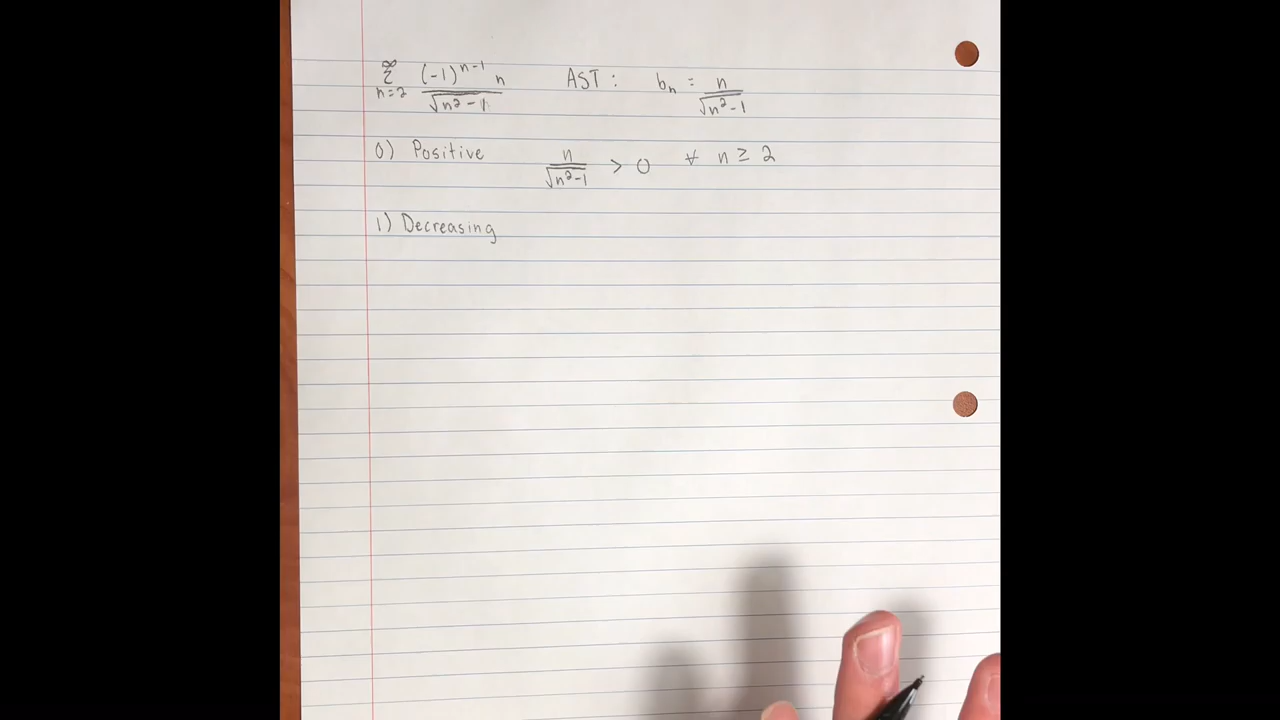 ∞ Σ n=2 (-1)^{n-1} n / √(n²-1) AST: b_n = n / √(n²-1)
0) Positive n / √(n²-1) > 0 ∀ n ≥ 2
1) Decreasing